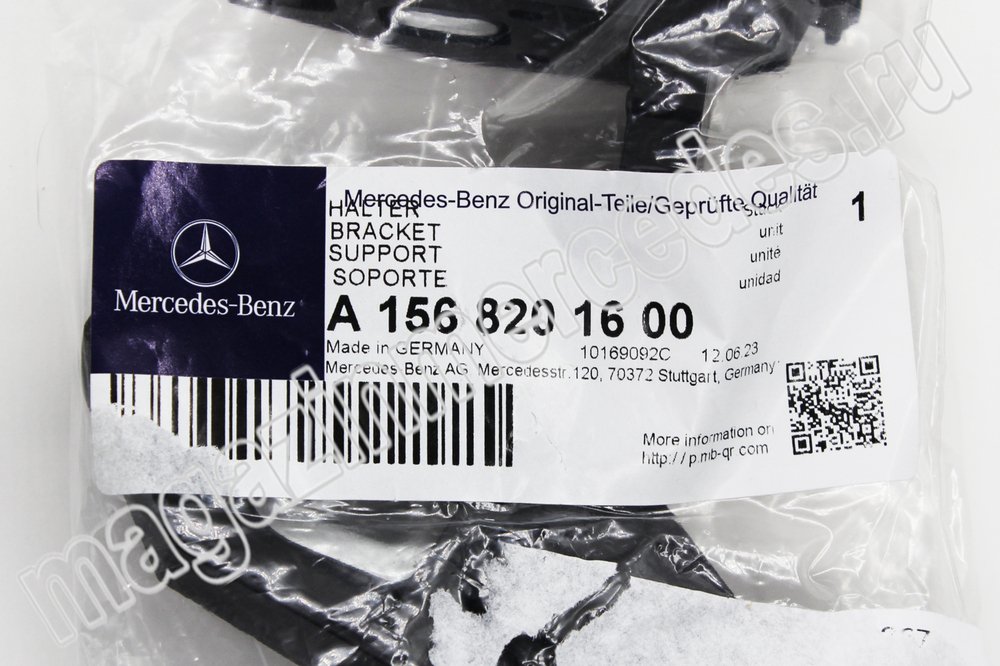 Mercedes-Benz Original-Teile/Geprüfte Qualität
HALTER
BRACKET
SUPPORT
SOPORTE
stück
unit
unité
unidad
1
Mercedes-Benz
A 156 820 16 00
Made in GERMANY 10169092C 12.06.23
Mercedes-Benz AG, Mercedesstr.120, 70372 Stuttgart, Germany
More information on
http://p.mb-qr.com
magazinmercedes.ru